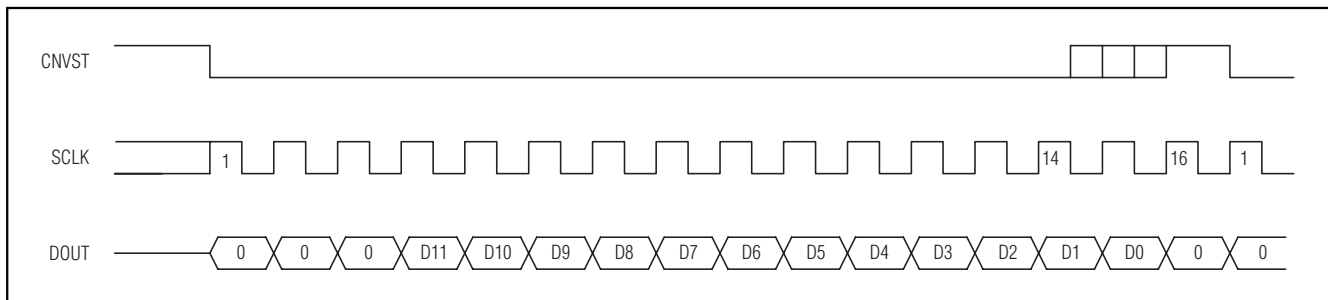 CNVST
SCLK 1 14 16 1
DOUT 0 0 0 D11 D10 D9 D8 D7 D6 D5 D4 D3 D2 D1 D0 0 0